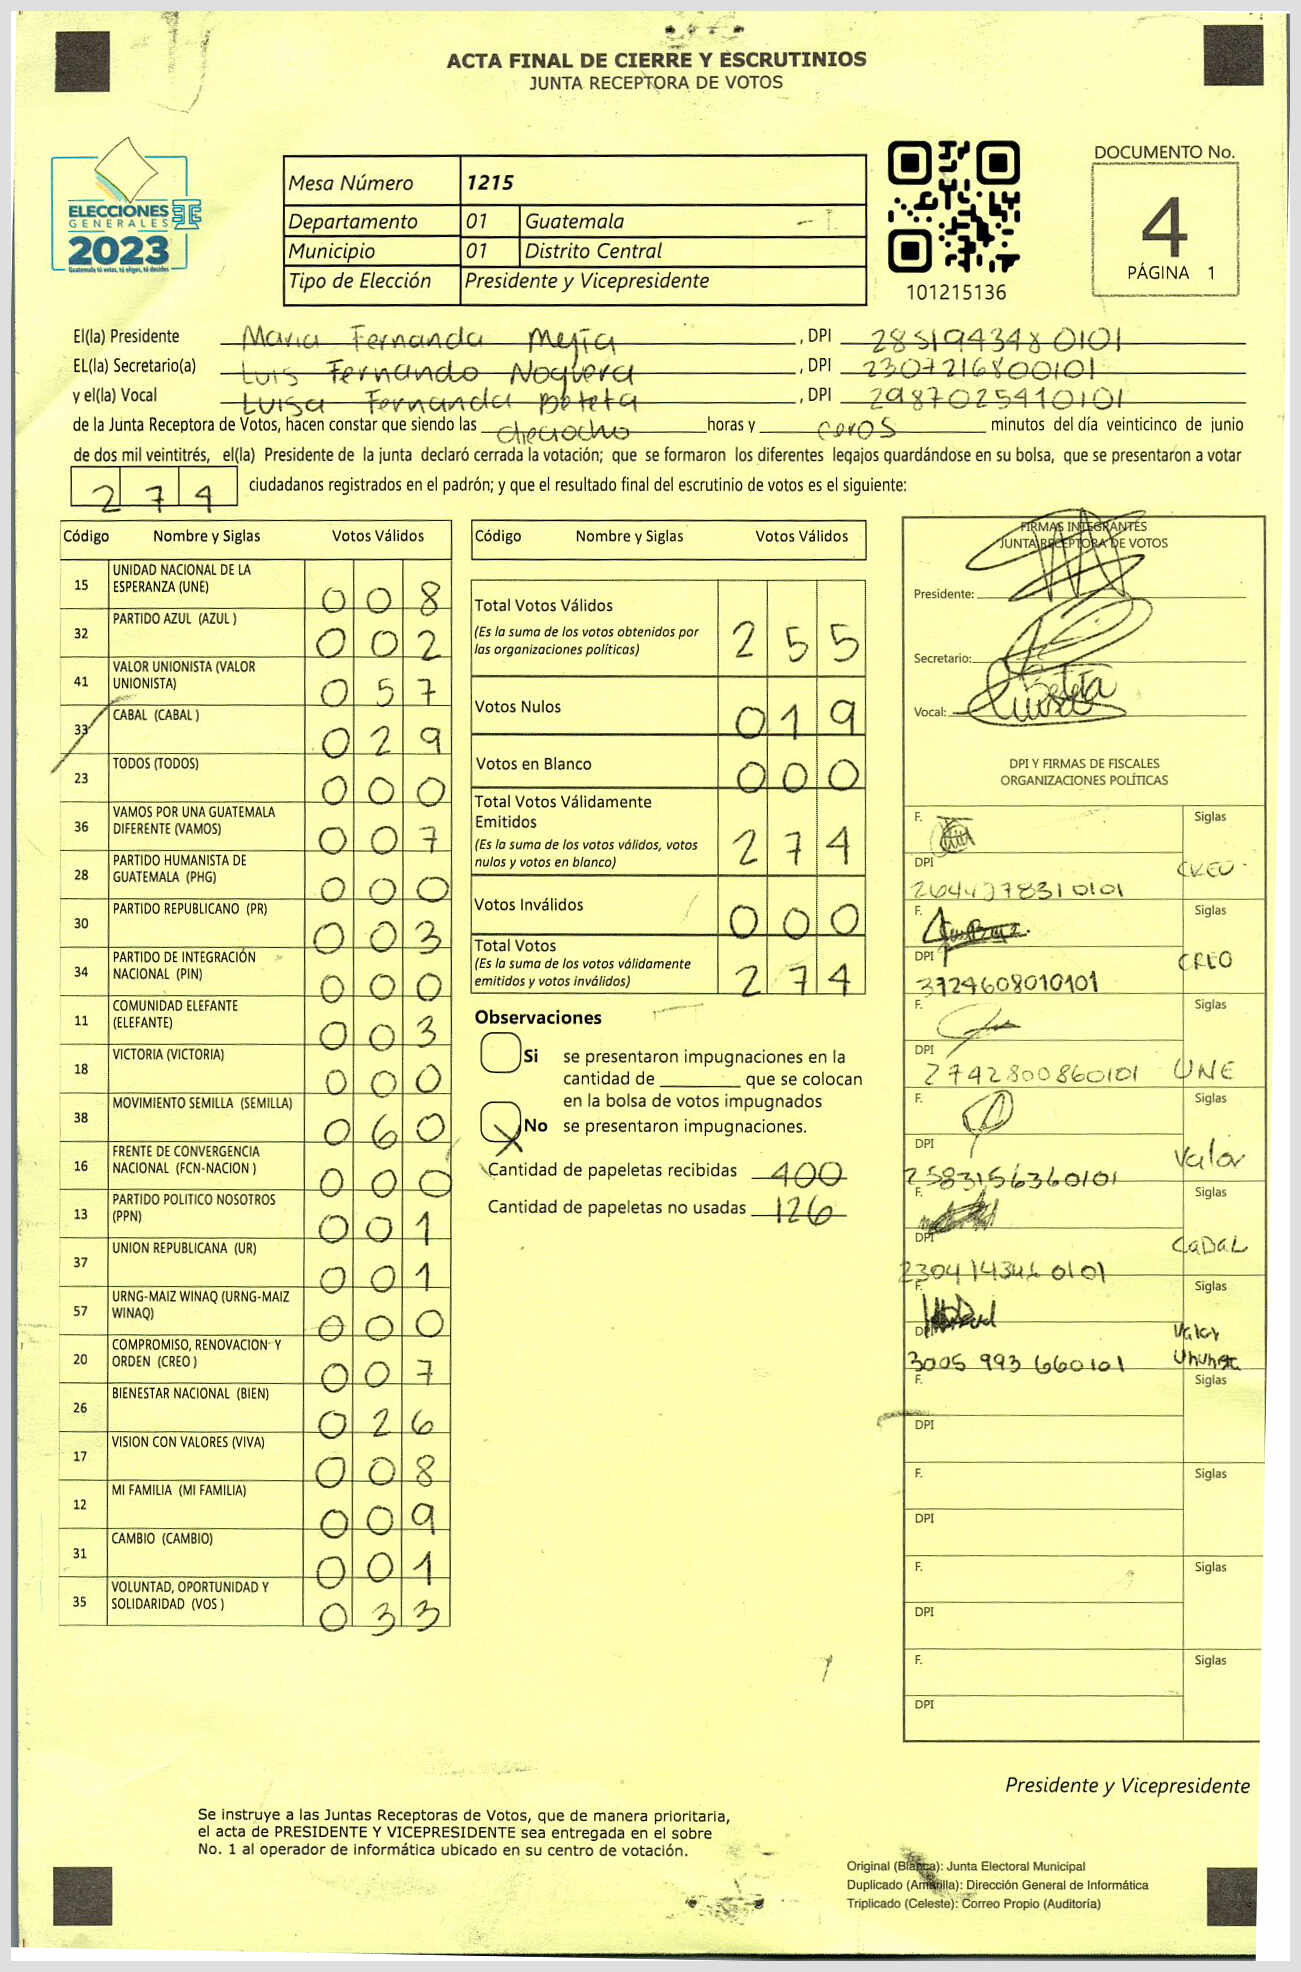 ACTA FINAL DE CIERRE Y ESCRUTINIOS
JUNTA RECEPTORA DE VOTOS
ELECCIONES
GENERALES
2023
Guatemala tú votas, tú eliges, tú decides
Mesa Número 1215
Departamento 01 Guatemala
Municipio 01 Distrito Central
Tipo de Elección Presidente y Vicepresidente
101215136
DOCUMENTO No.
4
PÁGINA 1
El(la) Presidente Maria Fernanda Mejía , DPI 2851943480101
EL(la) Secretario(a) Luis Fernando Noguera , DPI 2307216800101
y el(la) Vocal Luisa Fernanda Beteta , DPI 2987025410101
de la Junta Receptora de Votos, hacen constar que siendo las dieciocho horas y ceros minutos del día veinticinco de junio
de dos mil veintitrés, el(la) Presidente de la junta declaró cerrada la votación; que se formaron los diferentes legajos guardándose en su bolsa, que se presentaron a votar
274 ciudadanos registrados en el padrón; y que el resultado final del escrutinio de votos es el siguiente:
Código Nombre y Siglas Votos Válidos
15 UNIDAD NACIONAL DE LA
ESPERANZA (UNE) 008
32 PARTIDO AZUL (AZUL ) 002
41 VALOR UNIONISTA (VALOR
UNIONISTA) 057
33 CABAL (CABAL ) 029
23 TODOS (TODOS) 000
36 VAMOS POR UNA GUATEMALA
DIFERENTE (VAMOS) 007
28 PARTIDO HUMANISTA DE
GUATEMALA (PHG) 000
30 PARTIDO REPUBLICANO (PR) 003
34 PARTIDO DE INTEGRACIÓN
NACIONAL (PIN) 000
11 COMUNIDAD ELEFANTE
(ELEFANTE) 003
18 VICTORIA (VICTORIA) 000
38 MOVIMIENTO SEMILLA (SEMILLA) 060
16 FRENTE DE CONVERGENCIA
NACIONAL (FCN-NACION ) 000
13 PARTIDO POLITICO NOSOTROS
(PPN) 001
37 UNION REPUBLICANA (UR) 001
57 URNG-MAIZ WINAQ (URNG-MAIZ
WINAQ) 000
20 COMPROMISO, RENOVACION Y
ORDEN (CREO ) 007
26 BIENESTAR NACIONAL (BIEN) 026
17 VISION CON VALORES (VIVA) 008
12 MI FAMILIA (MI FAMILIA) 009
31 CAMBIO (CAMBIO) 001
35 VOLUNTAD, OPORTUNIDAD Y
SOLIDARIDAD (VOS ) 033
Código Nombre y Siglas Votos Válidos
Total Votos Válidos
(Es la suma de los votos obtenidos por
las organizaciones políticas) 255
Votos Nulos 019
Votos en Blanco 000
Total Votos Válidamente
Emitidos
(Es la suma de los votos válidos, votos
nulos y votos en blanco) 274
Votos Inválidos 000
Total Votos
(Es la suma de los votos válidamente
emitidos y votos inválidos) 274
Observaciones
Si se presentaron impugnaciones en la
cantidad de ________ que se colocan
en la bolsa de votos impugnados
No se presentaron impugnaciones.
Cantidad de papeletas recibidas 400
Cantidad de papeletas no usadas 126
FIRMAS INTEGRANTES
JUNTA RECEPTORA DE VOTOS
Presidente:
Secretario:
Vocal:
DPI Y FIRMAS DE FISCALES
ORGANIZACIONES POLÍTICAS
F. Siglas
DPI CREO
F. Siglas
DPI CREO
3724608010101
F. Siglas
DPI
2742800860101 UNE
F. Siglas
DPI Valor
2583156360101
F. Siglas
DPI CABAL
F. Siglas
DPI Valor
3005 993 660101 Unionista
F. Siglas
DPI
F. Siglas
DPI
F. Siglas
DPI
F. Siglas
DPI
Presidente y Vicepresidente
Se instruye a las Juntas Receptoras de Votos, que de manera prioritaria,
el acta de PRESIDENTE Y VICEPRESIDENTE sea entregada en el sobre
No. 1 al operador de informática ubicado en su centro de votación.
Original (Blanca): Junta Electoral Municipal
Duplicado (Amarilla): Dirección General de Informática
Triplicado (Celeste): Correo Propio (Auditoría)